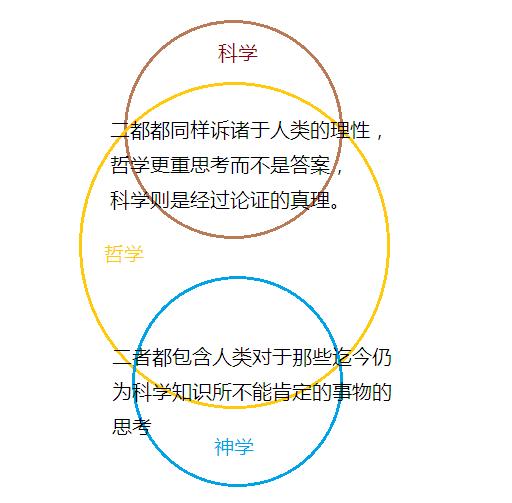 科学
二都都同样诉诸于人类的理性，
哲学更重思考而不是答案，
科学则是经过论证的真理。
哲学
二者都包含人类对于那些迄今仍
为科学知识所不能肯定的事物的
思考
神学